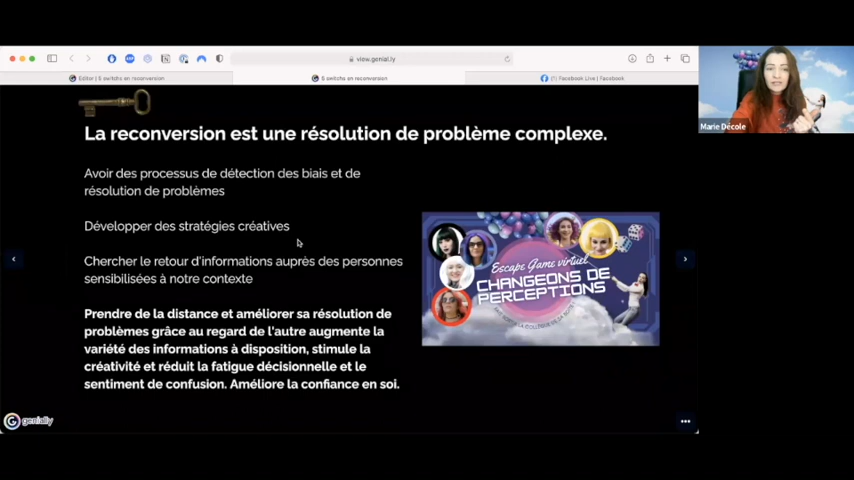 view.genial.ly
Editor | 5 switchs en reconversion
5 switchs en reconversion
(1) Facebook Live | Facebook
Marie Décole
La reconversion est une résolution de problème complexe.
Avoir des processus de détection des biais et de
résolution de problèmes
Développer des stratégies créatives
Chercher le retour d'informations auprès des personnes
sensibilisées à notre contexte
Prendre de la distance et améliorer sa résolution de
problèmes grâce au regard de l'autre augmente la
variété des informations à disposition, stimule la
créativité et réduit la fatigue décisionnelle et le
sentiment de confusion. Améliore la confiance en soi.
Escape Game virtuel
CHANGEONS DE
PERCEPTIONS
genially